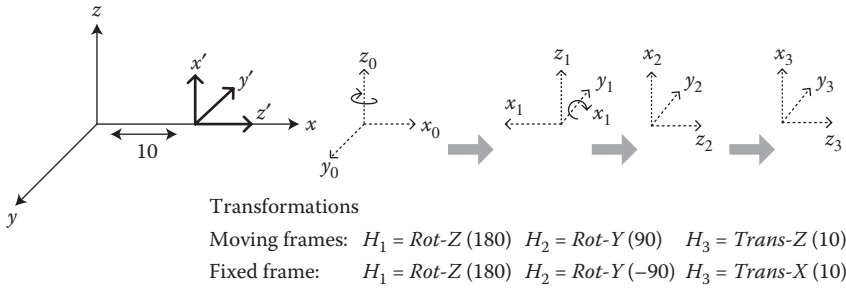 z
x′
y′
z′
x
10
y
z₀
x₀
y₀
z₁
y₁
x₁
x₁
x₂
y₂
z₂
x₃
y₃
z₃
Transformations
Moving frames: H₁ = Rot-Z (180) H₂ = Rot-Y (90) H₃ = Trans-Z (10)
Fixed frame: H₁ = Rot-Z (180) H₂ = Rot-Y (−90) H₃ = Trans-X (10)